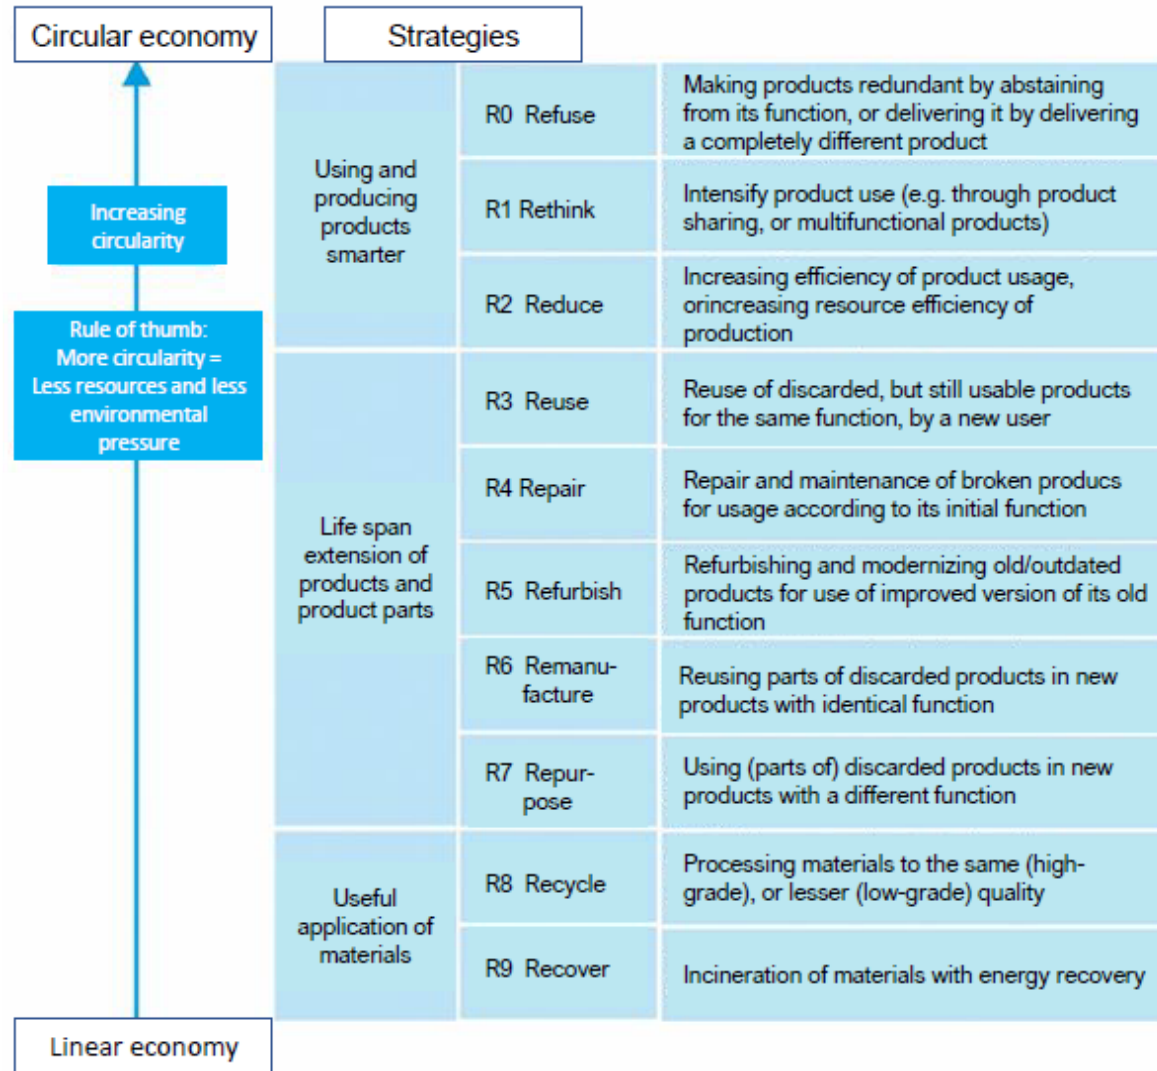 Circular economy
Strategies
Increasing
circularity
Rule of thumb:
More circularity =
Less resources and less
environmental
pressure
Linear economy
Using and
producing
products
smarter
R0 Refuse
Making products redundant by abstaining
from its function, or delivering it by delivering
a completely different product
R1 Rethink
Intensify product use (e.g. through product
sharing, or multifunctional products)
R2 Reduce
Increasing efficiency of product usage,
orincreasing resource efficiency of
production
Life span
extension of
products and
product parts
R3 Reuse
Reuse of discarded, but still usable products
for the same function, by a new user
R4 Repair
Repair and maintenance of broken producs
for usage according to its initial function
R5 Refurbish
Refurbishing and modernizing old/outdated
products for use of improved version of its old
function
R6 Remanu-
facture
Reusing parts of discarded products in new
products with identical function
R7 Repur-
pose
Using (parts of) discarded products in new
products with a different function
Useful
application of
materials
R8 Recycle
Processing materials to the same (high-
grade), or lesser (low-grade) quality
R9 Recover
Incineration of materials with energy recovery